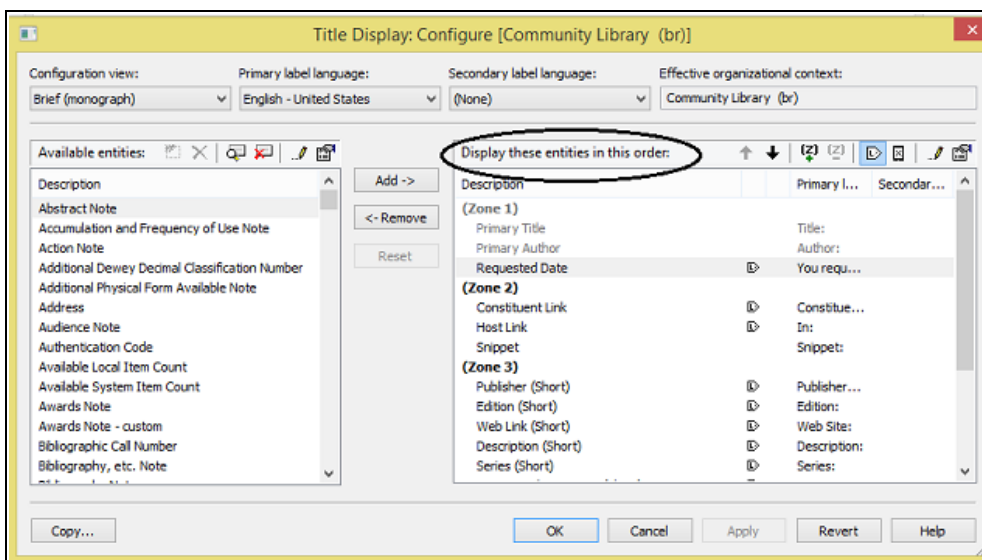 Title Display: Configure [Community Library (br)]
Configuration view: Primary label language: Secondary label language: Effective organizational context:
Brief (monograph) English - United States (None) Community Library (br)
Available entities: Display these entities in this order:
Description Add -> Description Primary l... Secondar...
Abstract Note (Zone 1)
Accumulation and Frequency of Use Note <- Remove Primary Title Title:
Action Note Primary Author Author:
Additional Dewey Decimal Classification Number Reset Requested Date You requ...
Additional Physical Form Available Note (Zone 2)
Address Constituent Link Constitue...
Audience Note Host Link In:
Authentication Code Snippet Snippet:
Available Local Item Count (Zone 3)
Available System Item Count Publisher (Short) Publisher...
Awards Note Edition (Short) Edition:
Awards Note - custom Web Link (Short) Web Site:
Bibliographic Call Number Description (Short) Description:
Bibliography, etc. Note Series (Short) Series:
Copy... OK Cancel Apply Revert Help